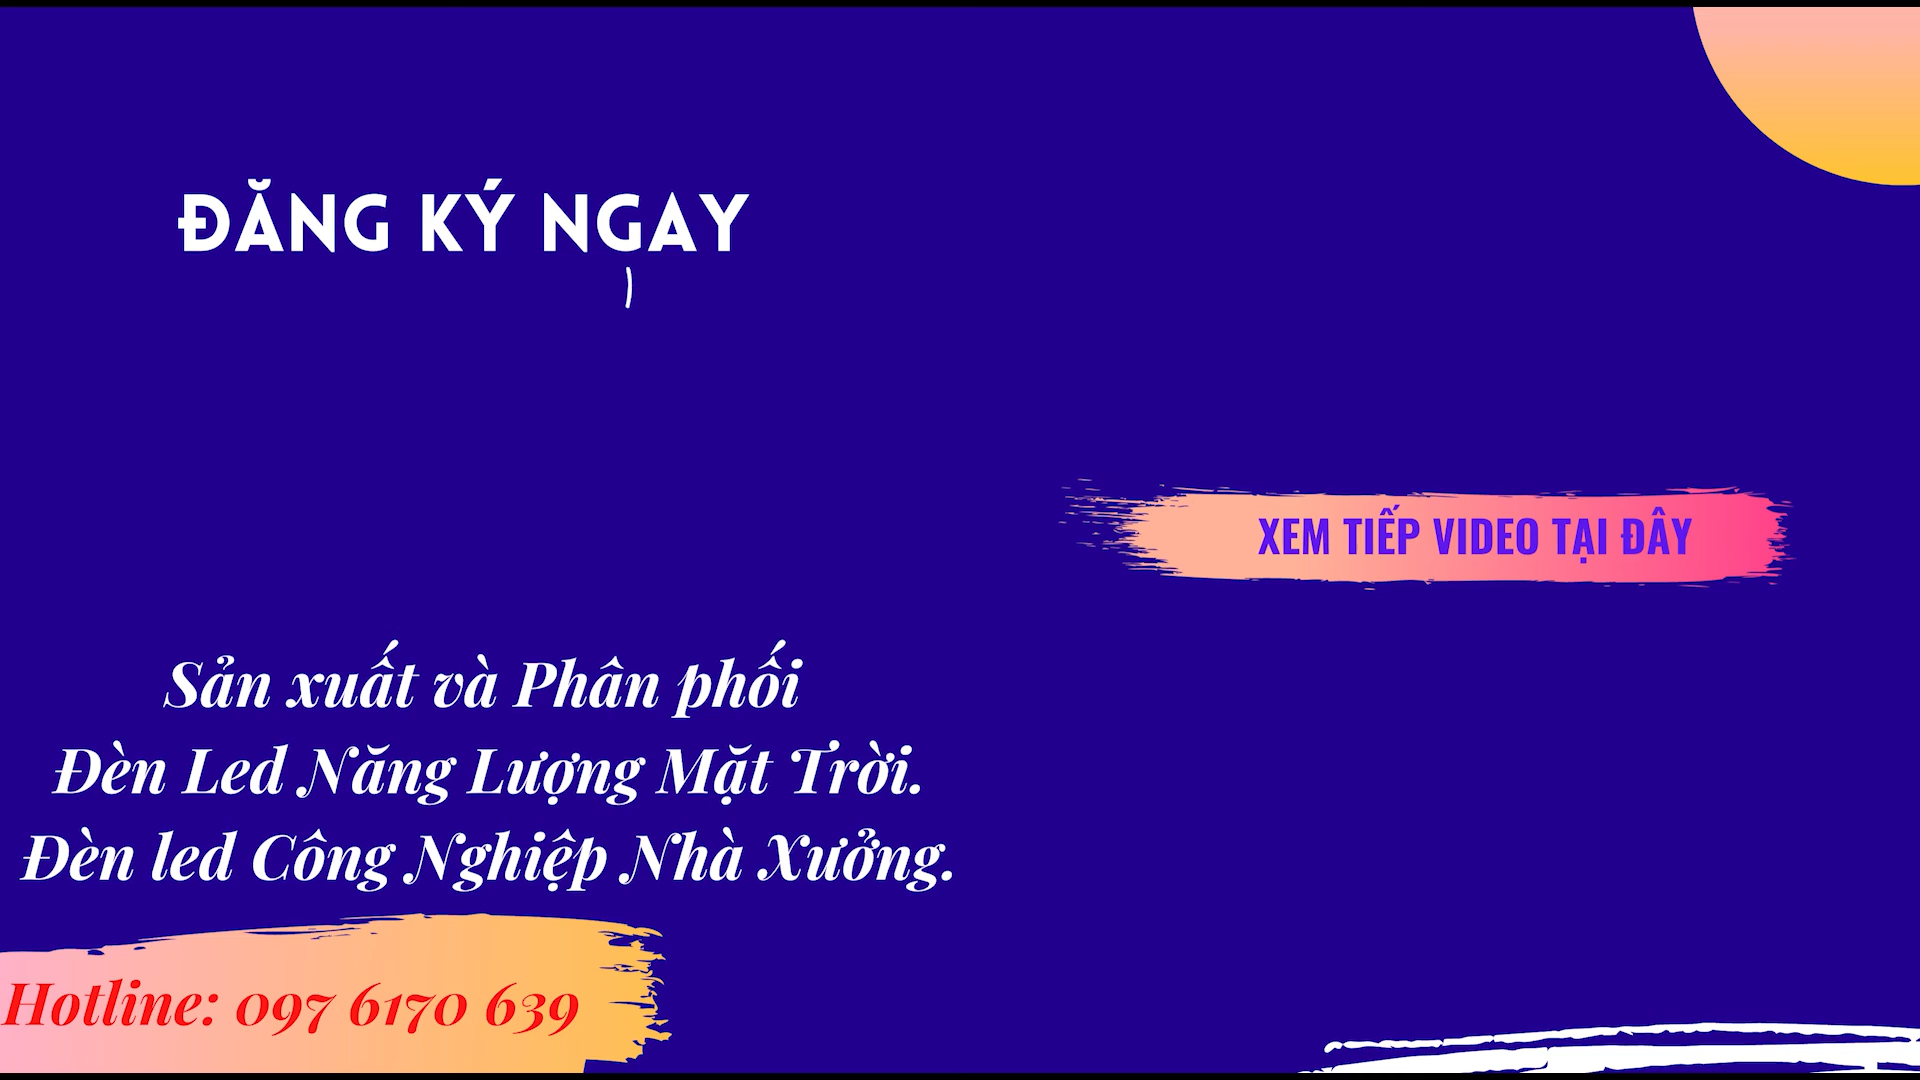 ĐĂNG KÝ NGAY
XEM TIẾP VIDEO TẠI ĐÂY
Sản xuất và Phân phối
Đèn Led Năng Lượng Mặt Trời.
Đèn led Công Nghiệp Nhà Xưởng.
Hotline: 097 6170 639